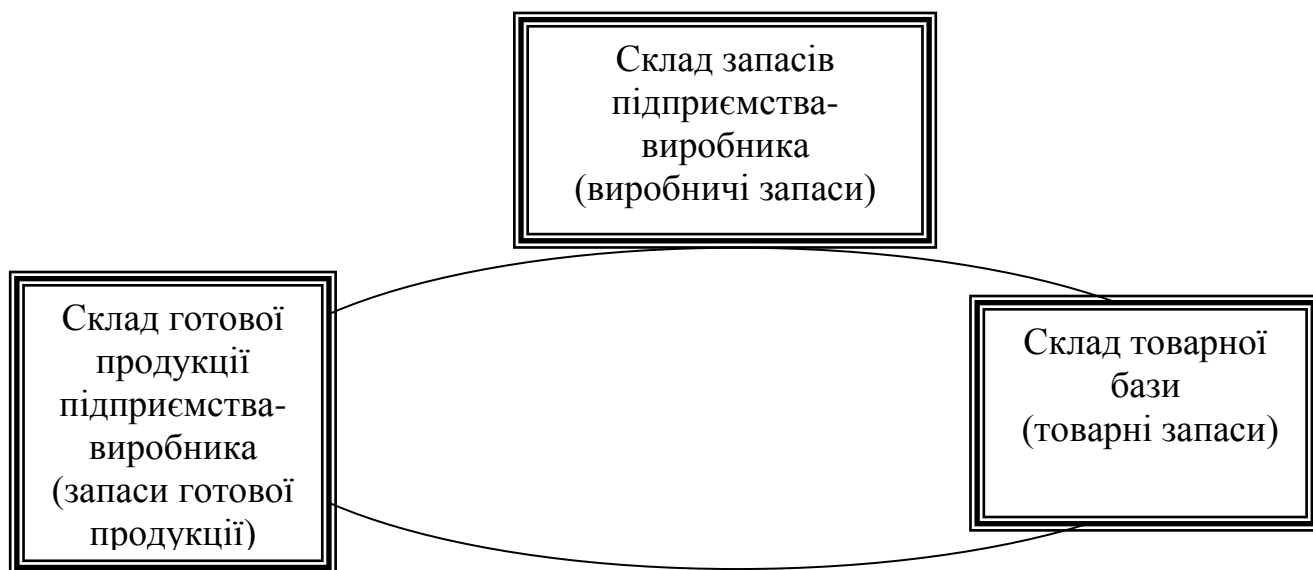 Склад запасів
підприємства-
виробника
(виробничі запаси)
Склад готової
продукції
підприємства-
виробника
(запаси готової
продукції)
Склад товарної
бази
(товарні запаси)